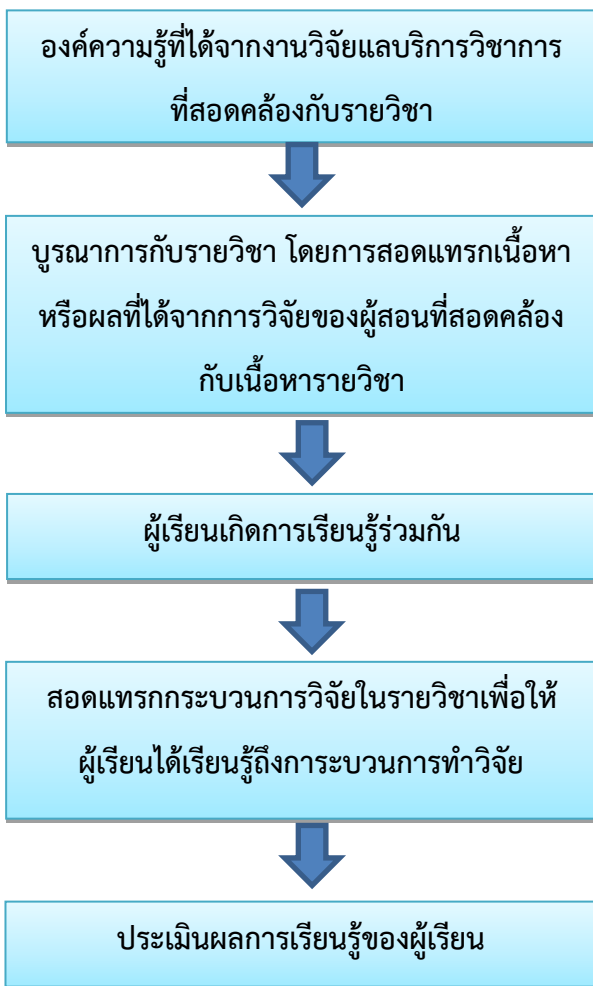 องค์ความรู้ที่ได้จากงานวิจัยแลบริการวิชาการ
ที่สอดคล้องกับรายวิชา
บูรณาการกับรายวิชา โดยการสอดแทรกเนื้อหา
หรือผลที่ได้จากการวิจัยของผู้สอนที่สอดคล้อง
กับเนื้อหารายวิชา
ผู้เรียนเกิดการเรียนรู้ร่วมกัน
สอดแทรกกระบวนการวิจัยในรายวิชาเพื่อให้
ผู้เรียนได้เรียนรู้ถึงการะบวนการทำวิจัย
ประเมินผลการเรียนรู้ของผู้เรียน